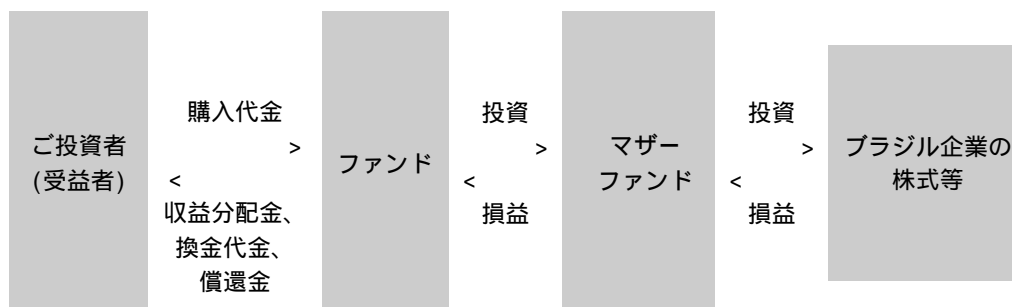 ご投資者
(受益者)
購入代金
>
<
収益分配金、
換金代金、
償還金
ファンド
投資
>
<
損益
マザー
ファンド
投資
>
<
損益
ブラジル企業の
株式等